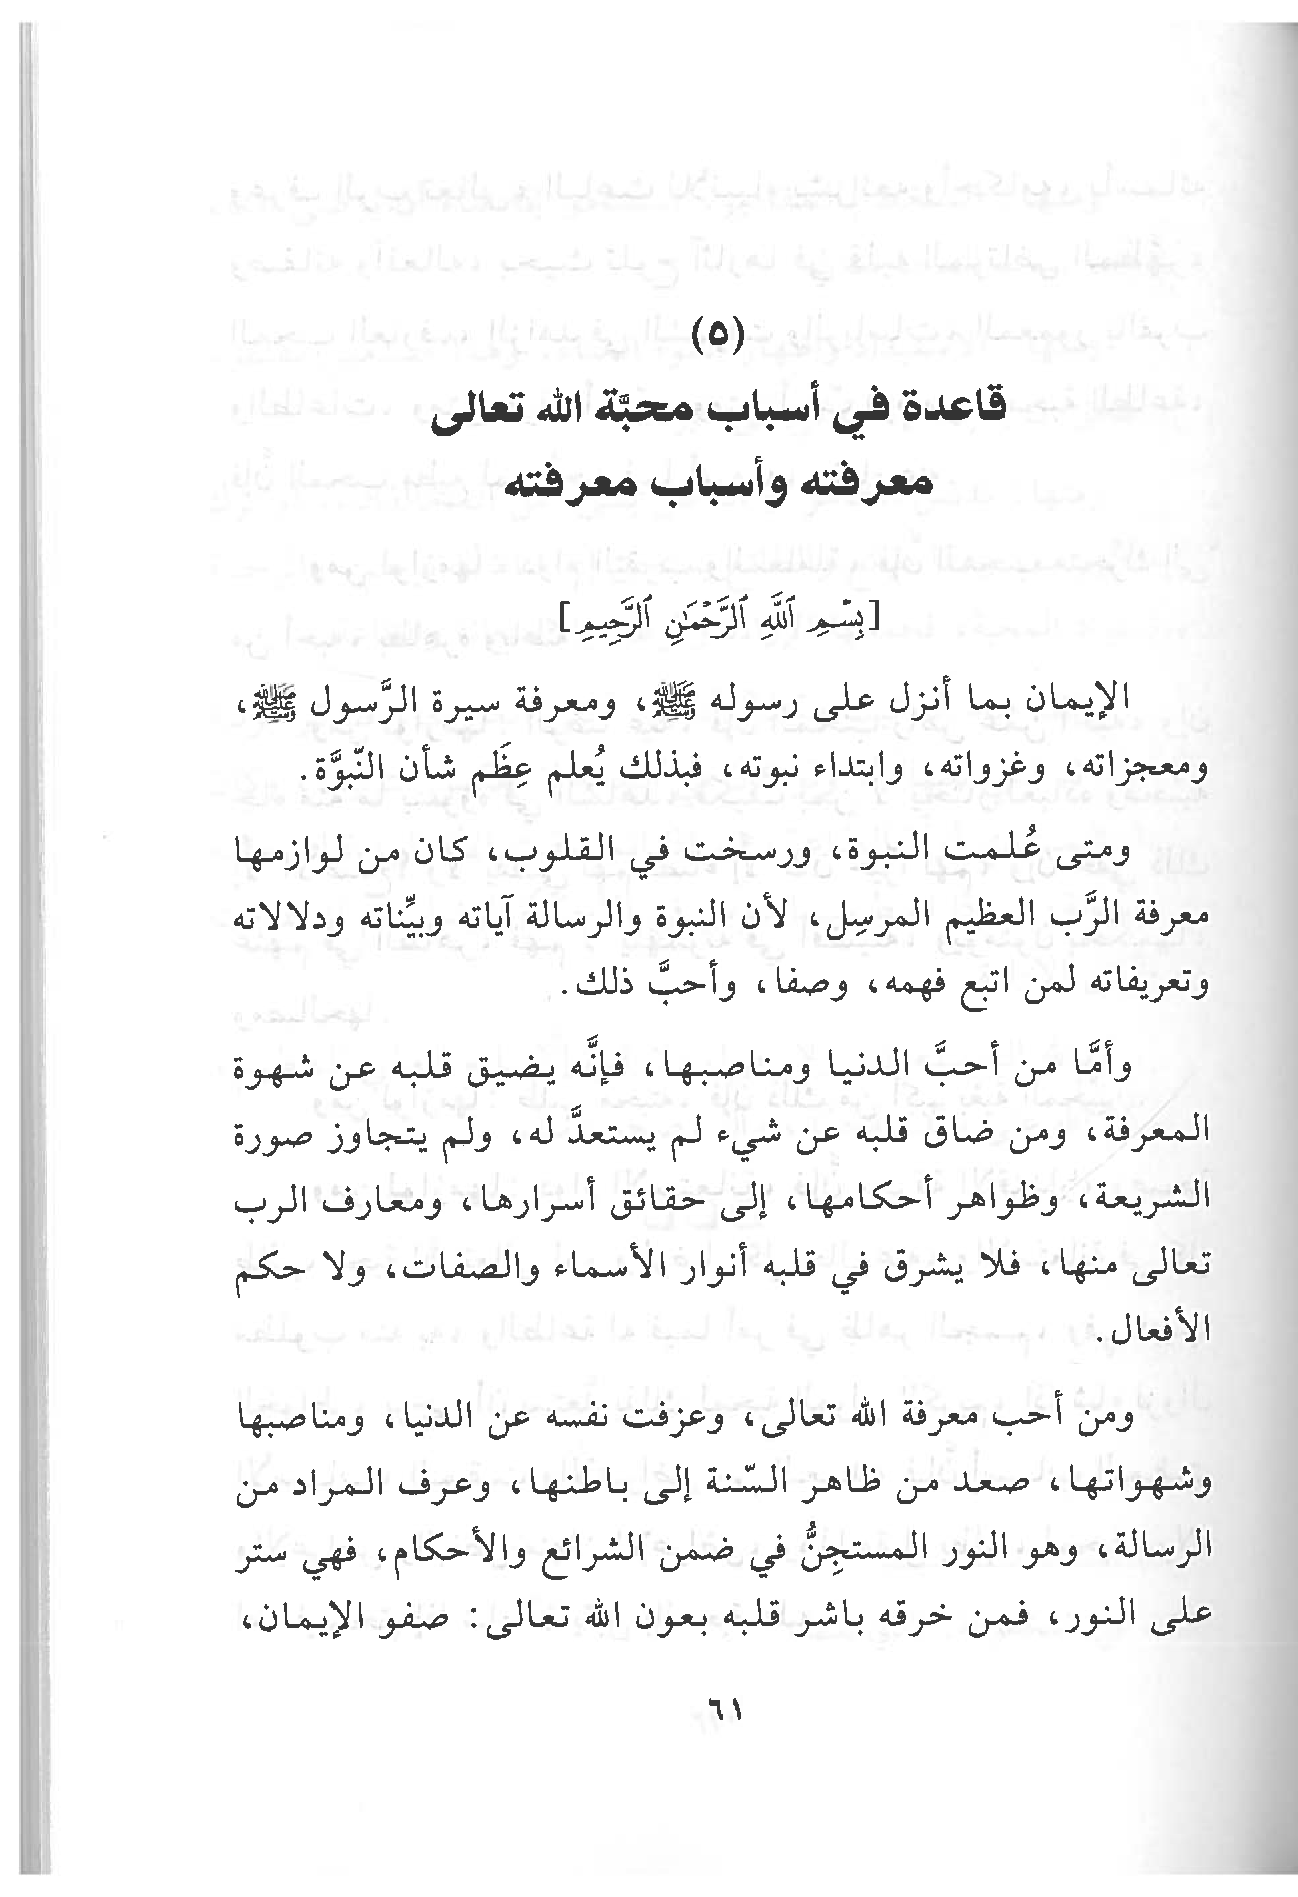 (٥)
قاعدة في أسباب محبَّة الله تعالى
معرفته وأسباب معرفته
[بِسْمِ ٱللَّهِ ٱلرَّحْمَٰنِ ٱلرَّحِيمِ]
الإيمان بما أنزل على رسوله ﷺ، ومعرفة سيرة الرَّسول ﷺ،
ومعجزاته، وغزواته، وابتداء نبوته، فبذلك يُعلم عِظَم شأن النّبوَّة.
ومتى عُلمت النبوة، ورسخت في القلوب، كان من لوازمها
معرفة الرَّب العظيم المرسِل، لأن النبوة والرسالة آياته وبيِّناته ودلالاته
وتعريفاته لمن اتبع فهمه، وصفا، وأحبَّ ذلك.
وأمَّا من أحبَّ الدنيا ومناصبها، فإنَّه يضيق قلبه عن شهوة
المعرفة، ومن ضاق قلبه عن شيء لم يستعدَّ له، ولم يتجاوز صورة
الشريعة، وظواهر أحكامها، إلى حقائق أسرارها، ومعارف الرب
تعالى منها، فلا يشرق في قلبه أنوار الأسماء والصفات، ولا حكم
الأفعال.
ومن أحب معرفة الله تعالى، وعزفت نفسه عن الدنيا، ومناصبها
وشهواتها، صعد من ظاهر السّنة إلى باطنها، وعرف المراد من
الرسالة، وهو النور المستجِنُّ في ضمن الشرائع والأحكام، فهي ستر
على النور، فمن خرقه باشر قلبه بعون الله تعالى: صفو الإيمان،
٦١